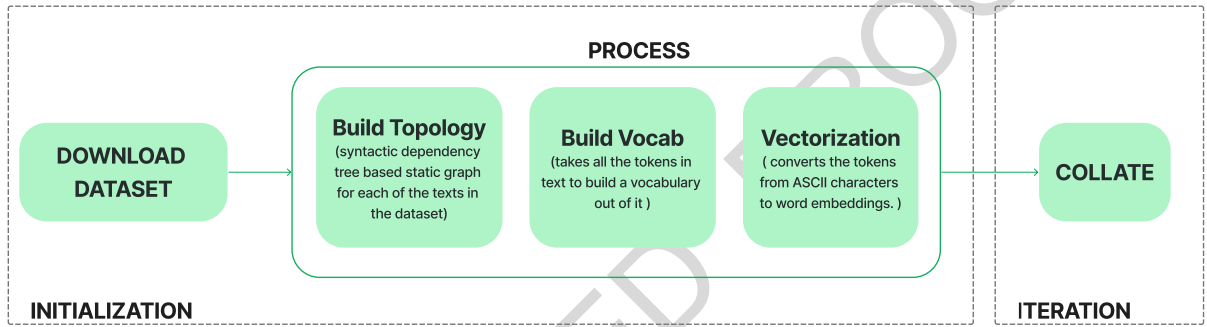 PROCESS
DOWNLOAD
DATASET
Build Topology
(syntactic dependency
tree based static graph
for each of the texts in
the dataset)
Build Vocab
(takes all the tokens in
text to build a vocabulary
out of it )
Vectorization
( converts the tokens
from ASCII characters
to word embeddings. )
COLLATE
INITIALIZATION
ITERATION